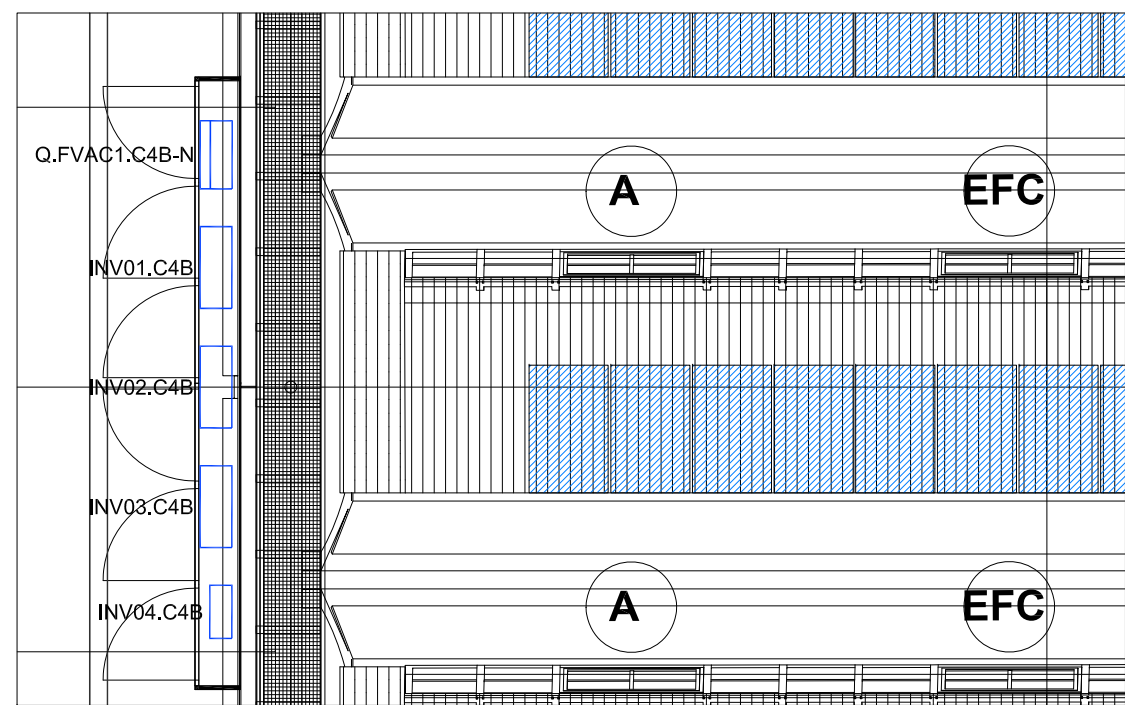 Q.FVAC1.C4B-N
A
EFC
INV01.C4B
INV02.C4B
INV03.C4B
INV04.C4B
A
EFC